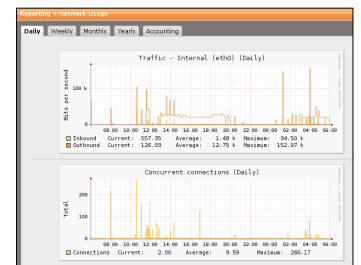 Reporting » Network Usage
Daily Weekly Monthly Yearly Accounting
Traffic - Internal (eth0) (Daily)
Bits per second
100 k
0
08:00 10:00 12:00 14:00 16:00 18:00 20:00 22:00 00:00 02:00 04:00 06:00
Inbound Current: 557.35 Average: 1.48 k Maximum: 34.50 k
Outbound Current: 126.03 Average: 12.75 k Maximum: 152.97 k
Concurrent connections (Daily)
Total
200
100
0
08:00 10:00 12:00 14:00 16:00 18:00 20:00 22:00 00:00 02:00 04:00 06:00
Connections Current: 2.00 Average: 9.59 Maximum: 266.17